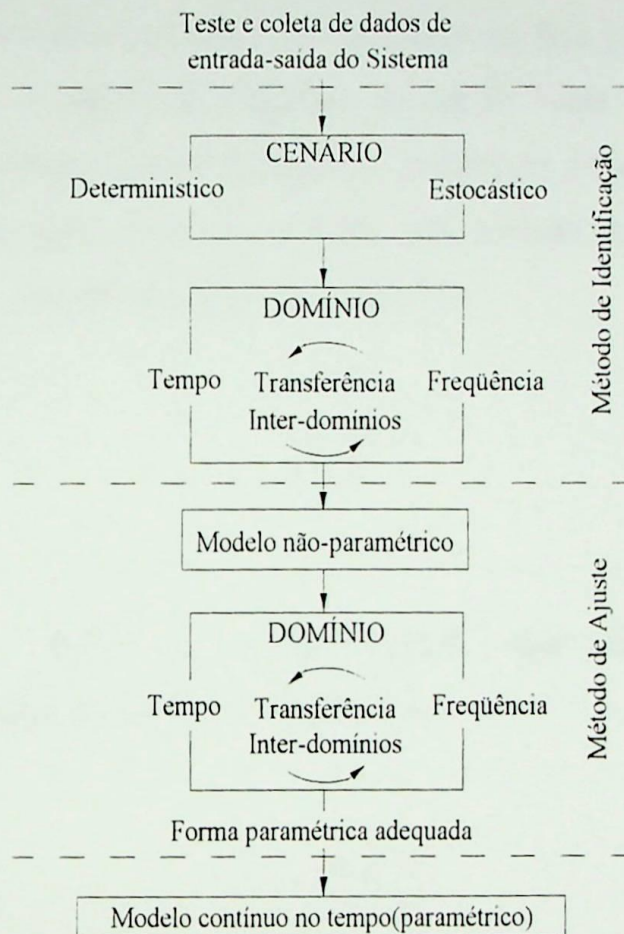 Teste e coleta de dados de
entrada-saída do Sistema
CENÁRIO
Deterministico
Estocástico
Método de Identificação
DOMÍNIO
Tempo
Transferência
Freqüência
Inter-domínios
Modelo não-paramétrico
DOMÍNIO
Tempo
Transferência
Freqüência
Inter-domínios
Método de Ajuste
Forma paramétrica adequada
Modelo contínuo no tempo(paramétrico)